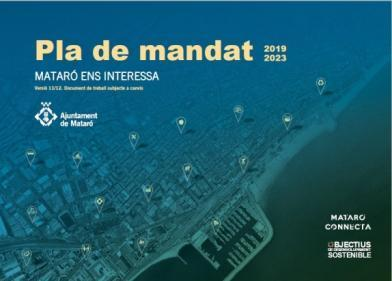 Pla de mandat 2019
2023
MATARÓ ENS INTERESSA
Versió 13/12. Document de treball subjecte a canvis
Ajuntament
de Mataró
MATARÓ
CONNECTA
OBJECTIUS
DE DESENVOLUPAMENT
SOSTENIBLE